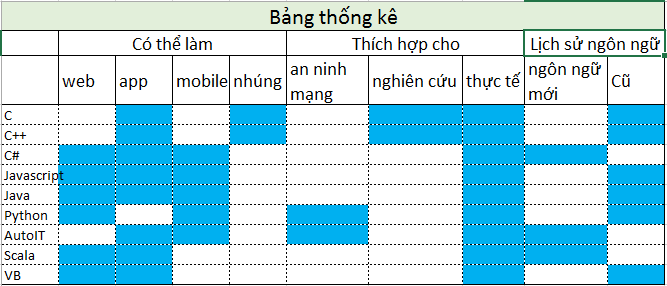 Bảng thống kê
Có thể làm Thích hợp cho Lịch sử ngôn ngữ
web app mobile nhúng an ninh mạng nghiên cứu thực tế ngôn ngữ mới Cũ
C
C++
C#
Javascript
Java
Python
AutoIT
Scala
VB